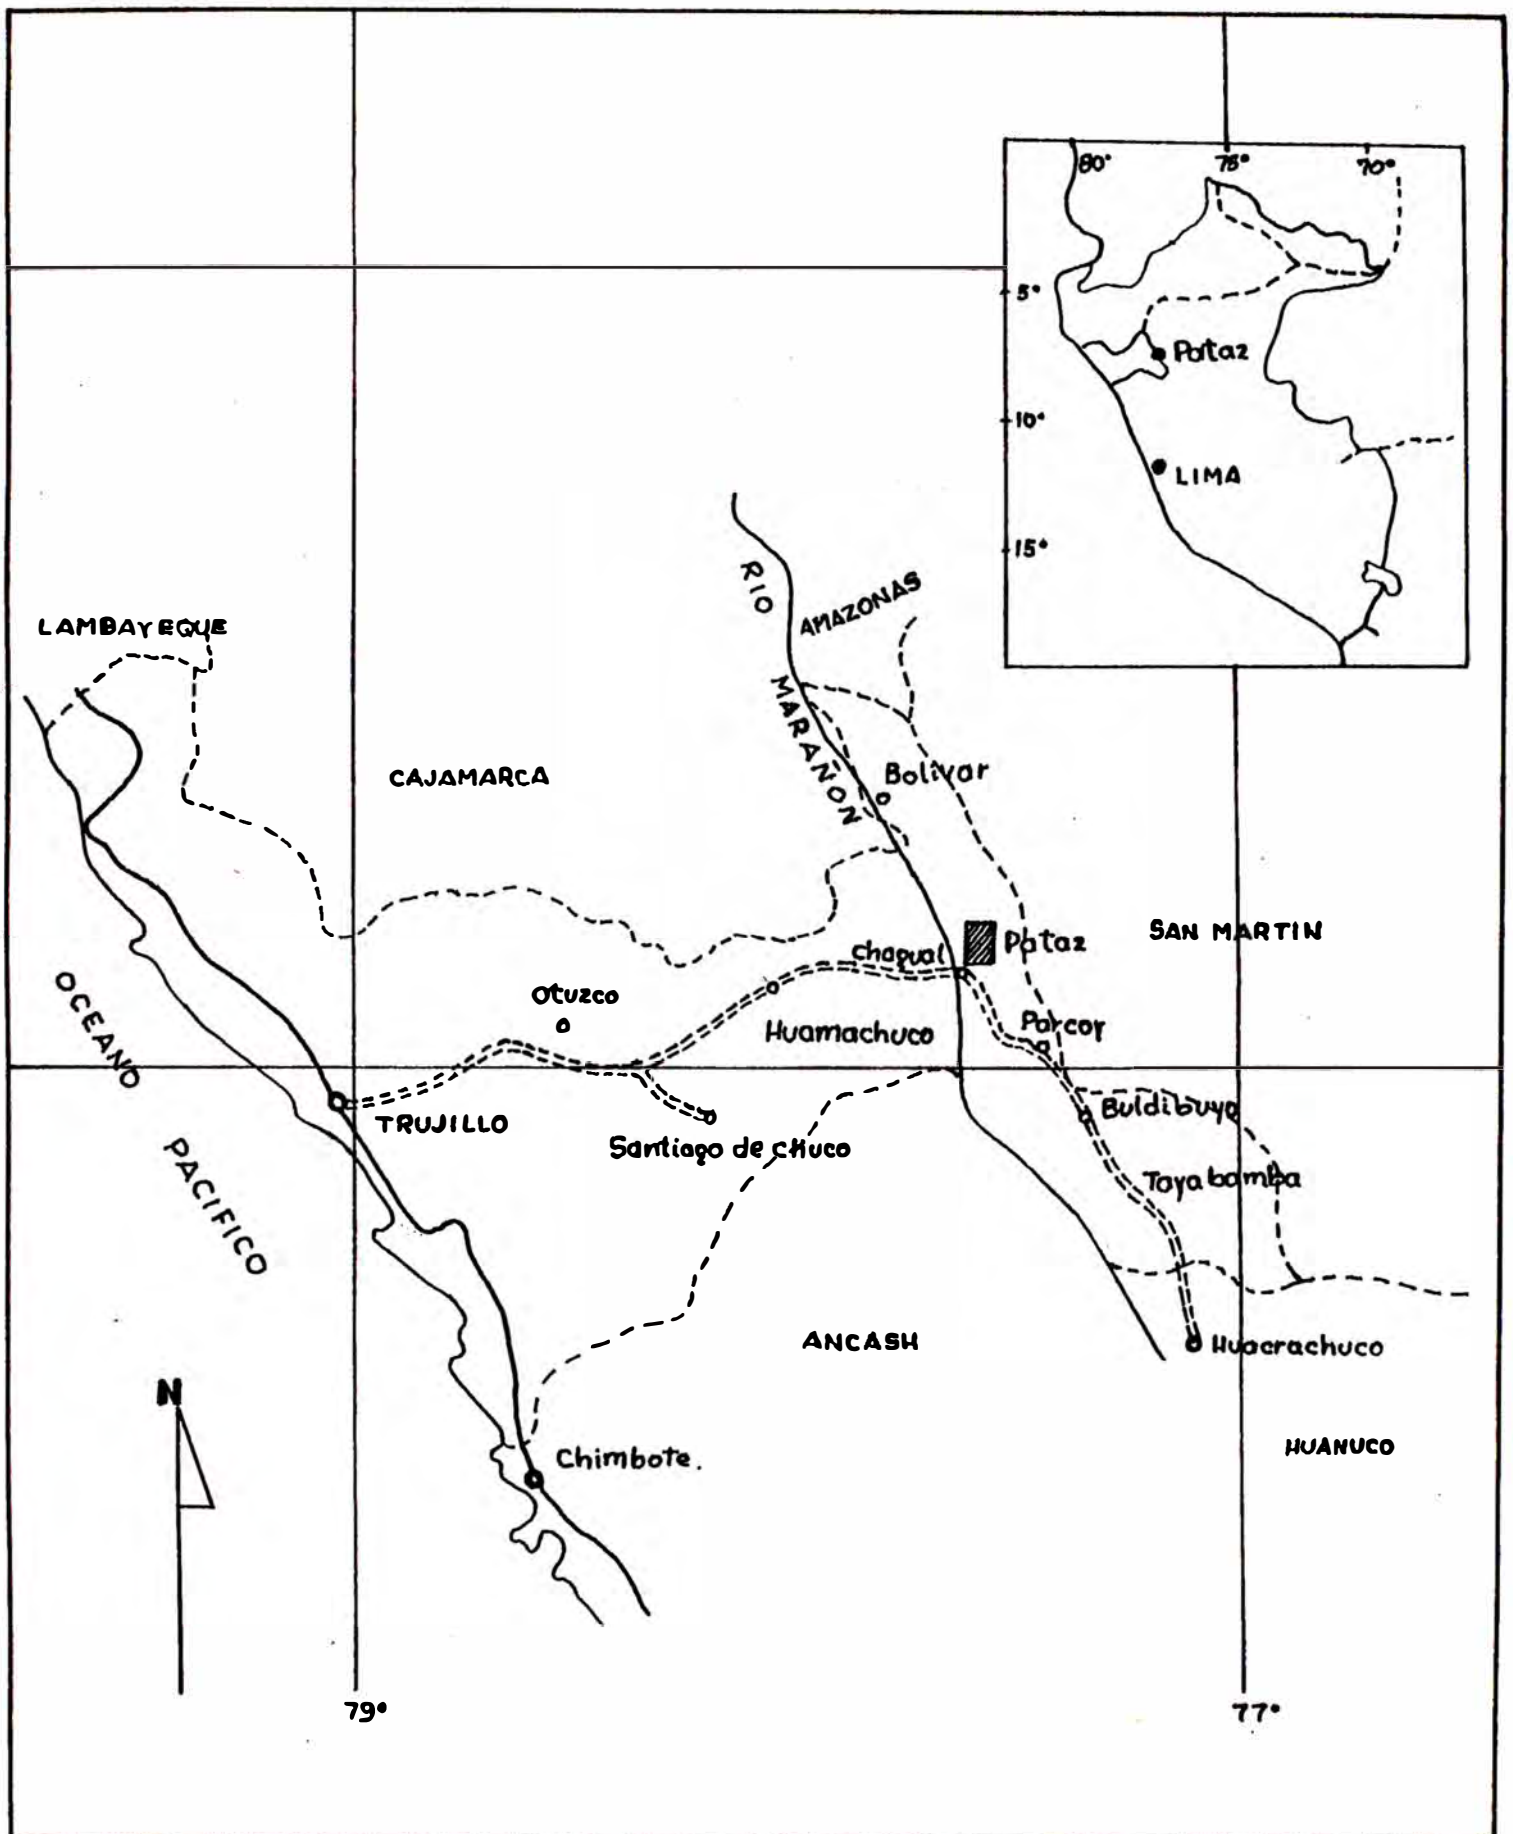 80°
75°
70°
5°
Pataz
10°
LIMA
15°
RIO
MARAÑON
AMAZONAS
LAMBAYEQUE
CAJAMARCA
Bolivar
SAN MARTIN
Pataz
Chagual
Otuzco
Huamachuco
Parcoy
OCEANO
PACIFICO
TRUJILLO
Santiago de chuco
Buldibuyo
Tayabamba
ANCASH
Huacrachuco
N
HUANUCO
Chimbote.
79°
77°